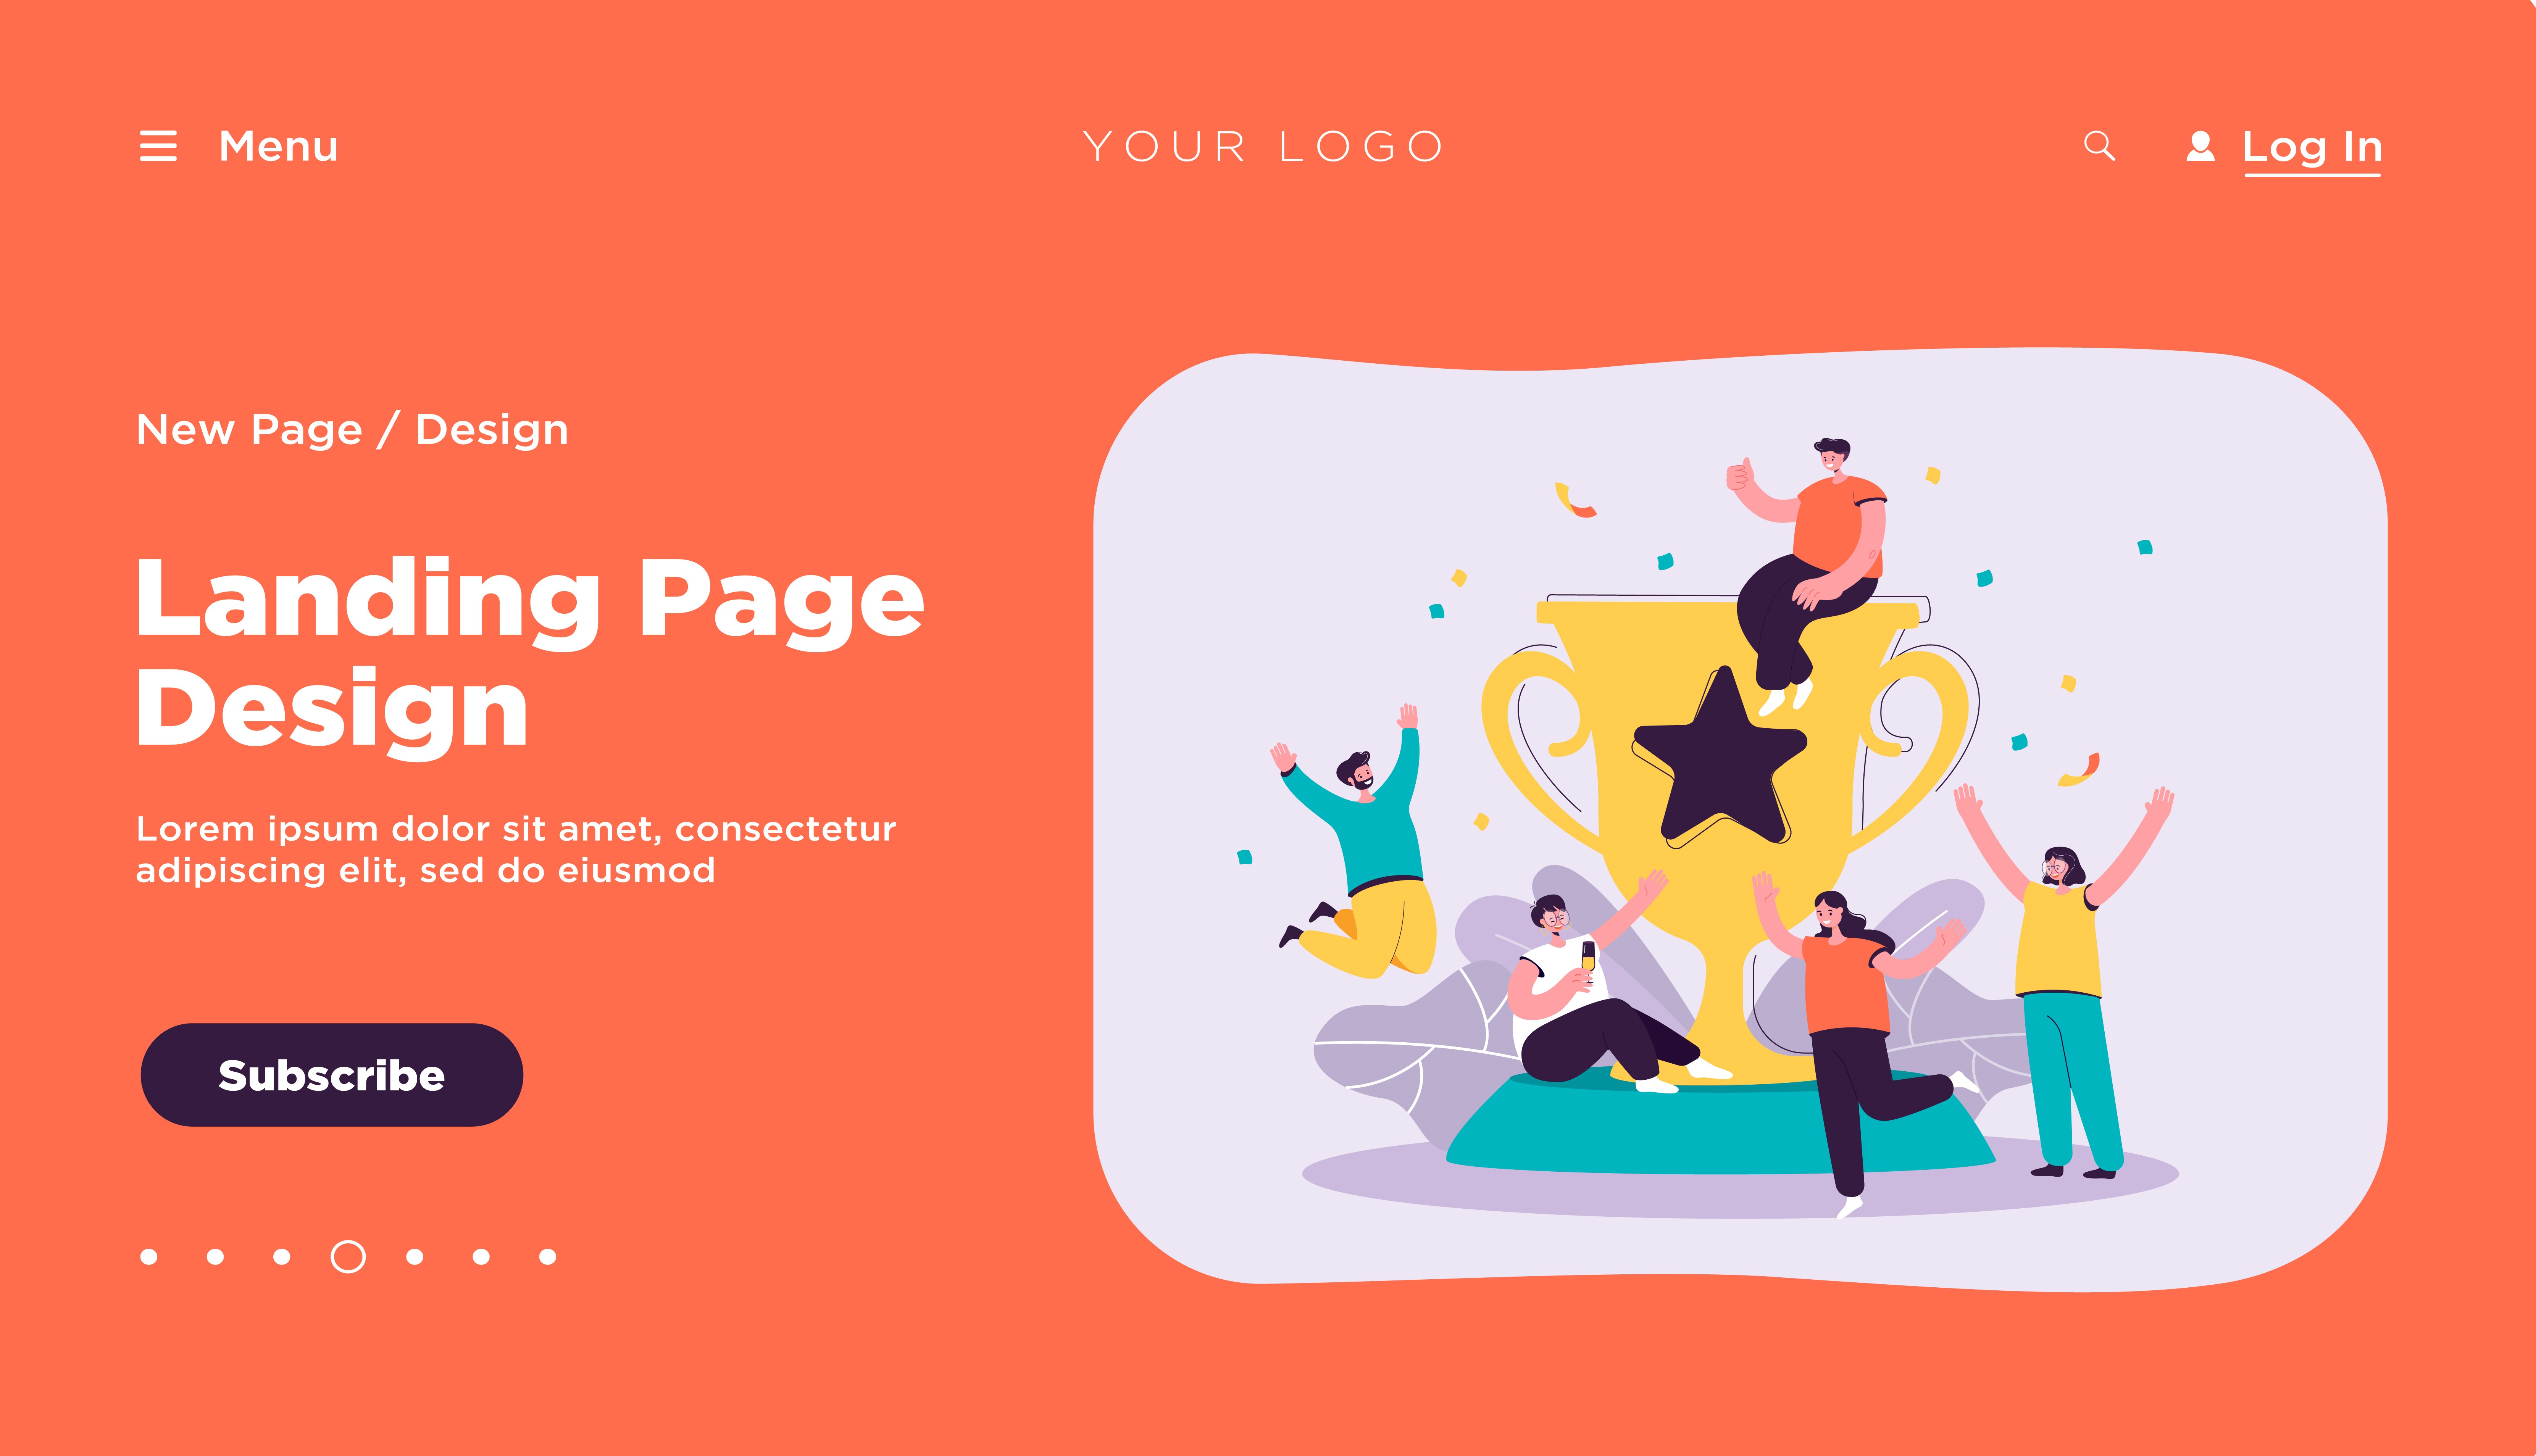 Menu
YOUR LOGO
Log In
New Page / Design
Landing Page
Design
Lorem ipsum dolor sit amet, consectetur
adipiscing elit, sed do eiusmod
Subscribe